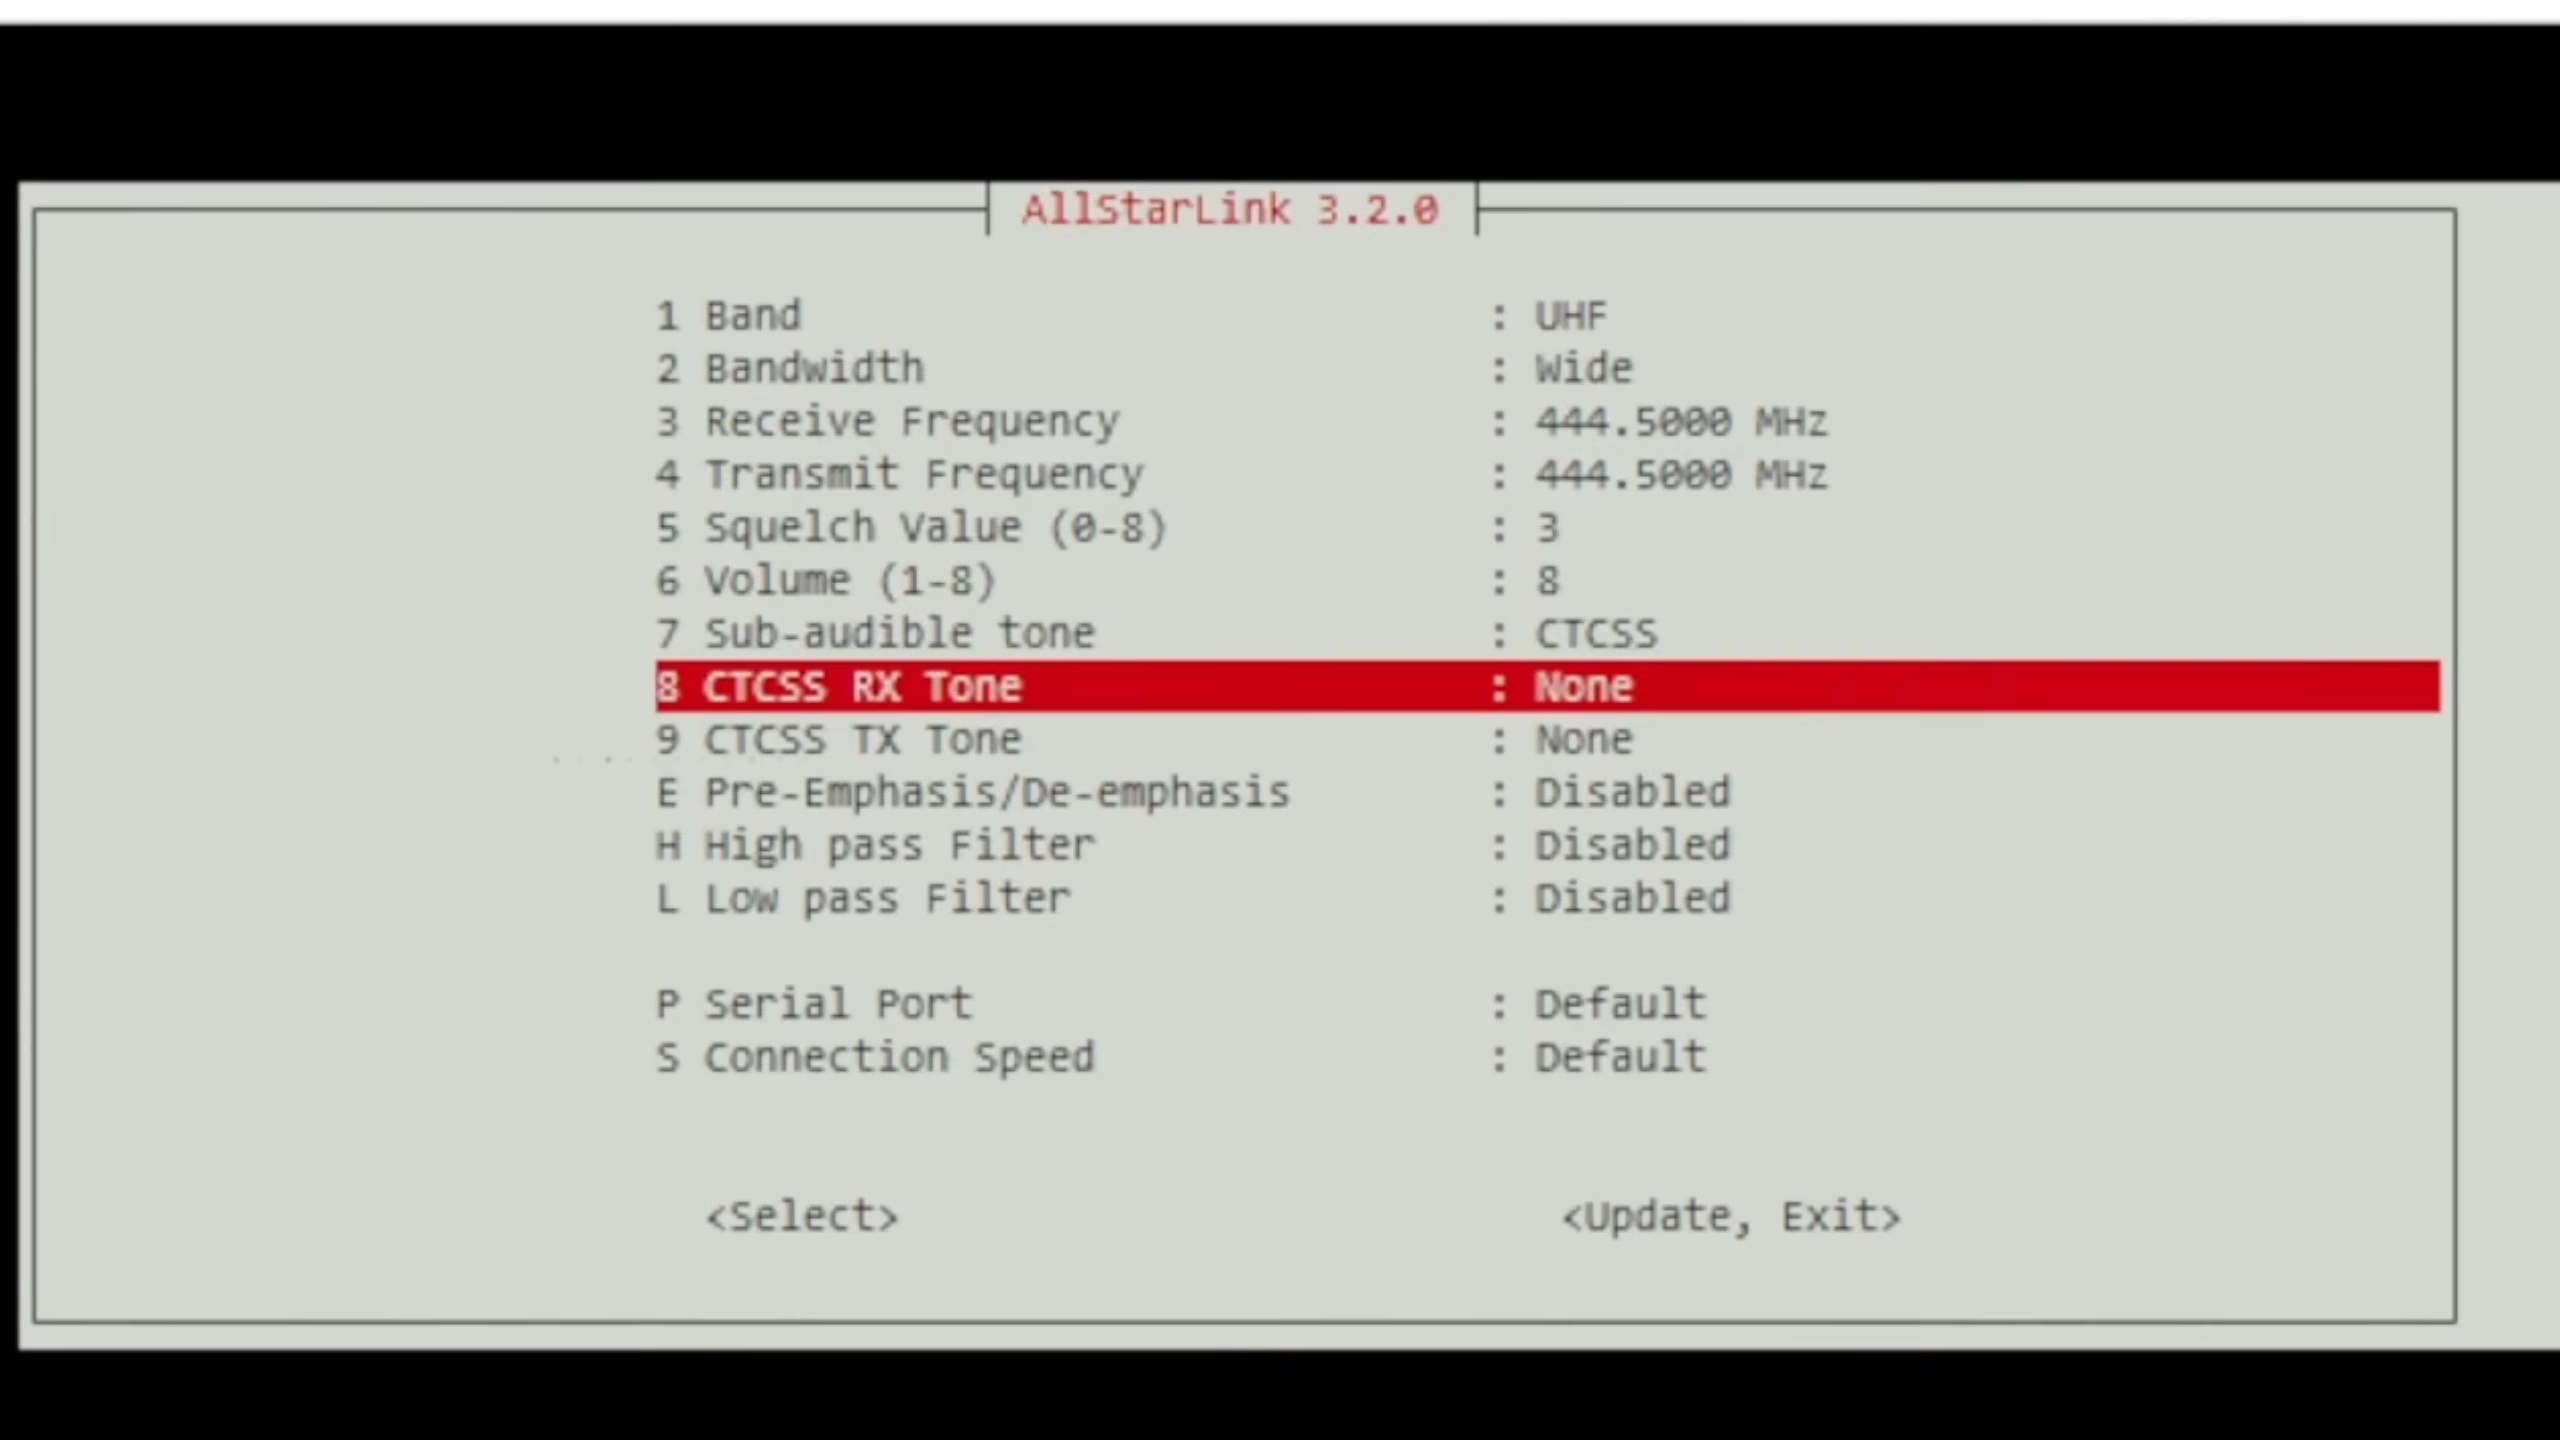 AllStarLink 3.2.0
1 Band : UHF
2 Bandwidth : Wide
3 Receive Frequency : 444.5000 MHz
4 Transmit Frequency : 444.5000 MHz
5 Squelch Value (0-8) : 3
6 Volume (1-8) : 8
7 Sub-audible tone : CTCSS
8 CTCSS RX Tone : None
9 CTCSS TX Tone : None
E Pre-Emphasis/De-emphasis : Disabled
H High pass Filter : Disabled
L Low pass Filter : Disabled
P Serial Port : Default
S Connection Speed : Default
<Select> <Update, Exit>